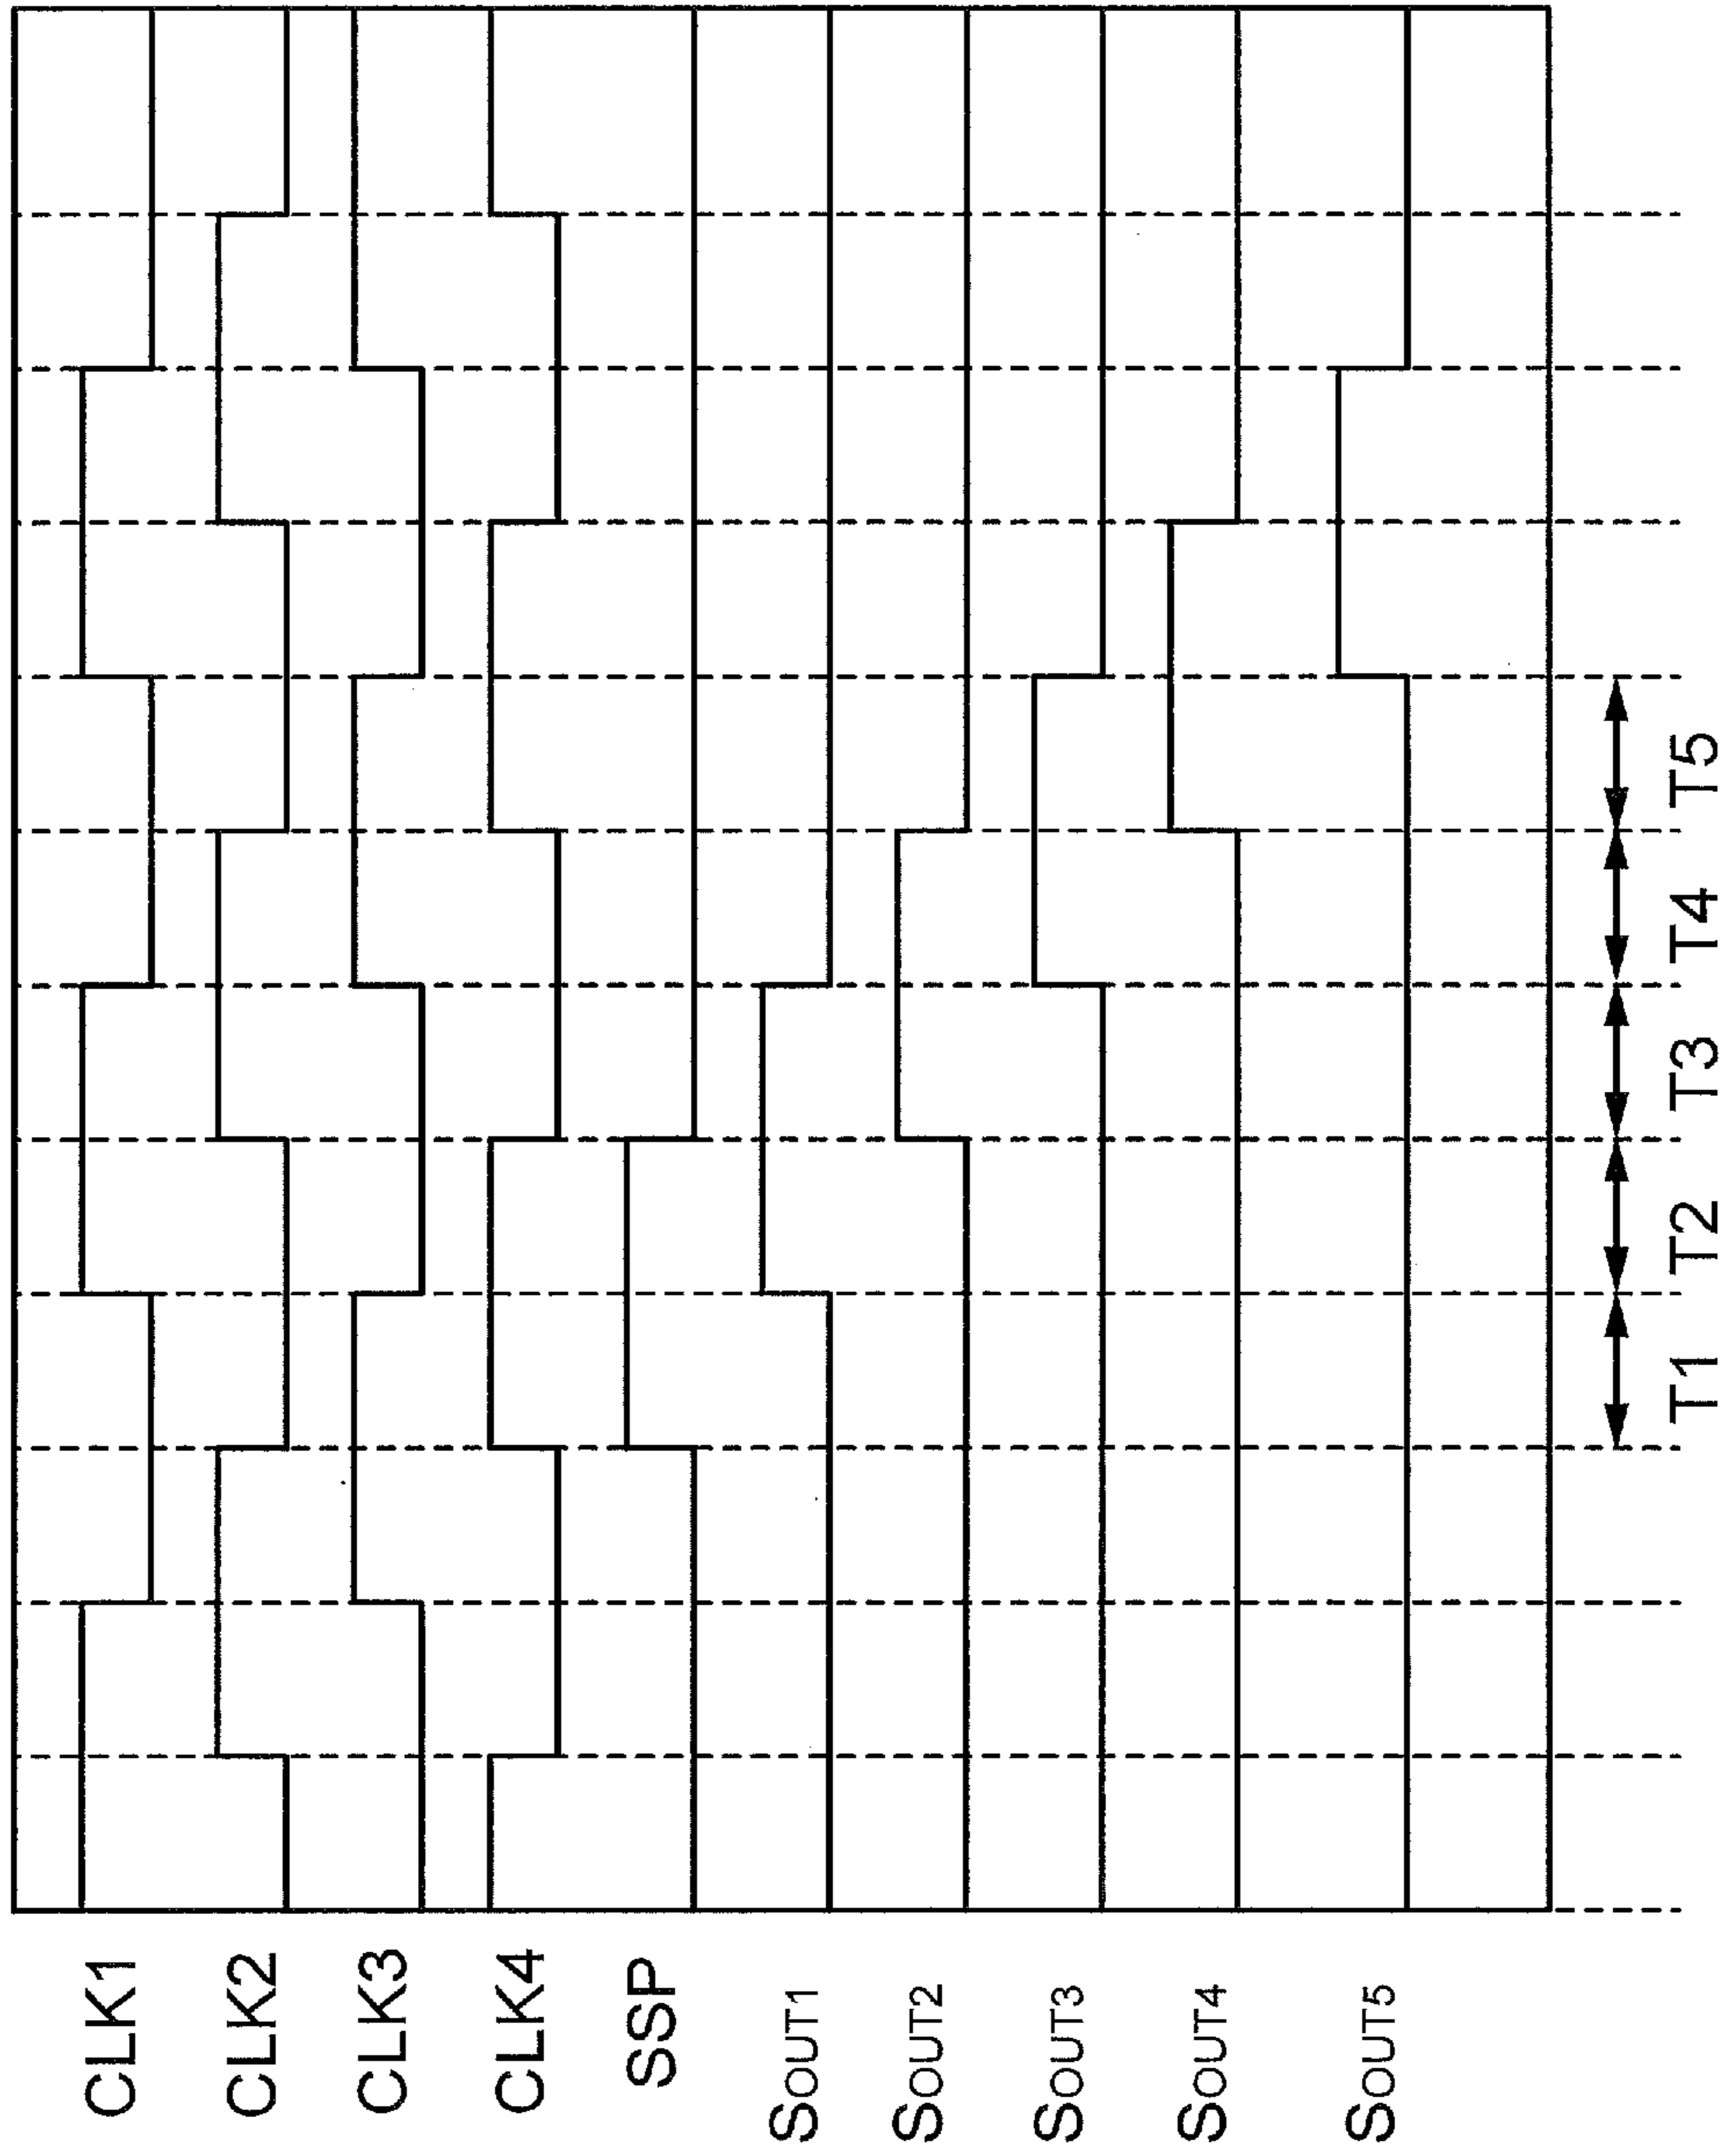 CLK1
CLK2
CLK3
CLK4
SSP
SOUT1
SOUT2
SOUT3
SOUT4
SOUT5
T1 T2 T3 T4 T5